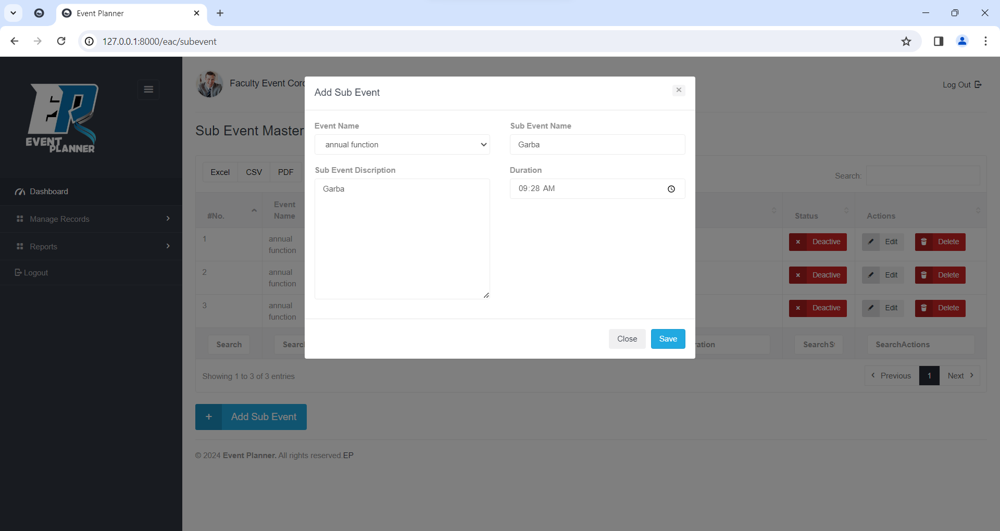 Event Planner
127.0.0.1:8000/eac/subevent
EVENT
PLANNER
Dashboard
Manage Records
Reports
Logout
Faculty Event
Log Out
Sub Event Master
Excel CSV PDF
Search:
#No. Event Name Status Actions
1 annual function Deactive Edit Delete
2 annual function Deactive Edit Delete
3 annual function Deactive Edit Delete
Search Search S SearchActions
Showing 1 to 3 of 3 entries
Previous 1 Next
+ Add Sub Event
© 2024 Event Planner. All rights reserved.EP
Add Sub Event
Event Name
annual function
Sub Event Name
Garba
Sub Event Discription
Garba
Duration
09:28 AM
Close Save